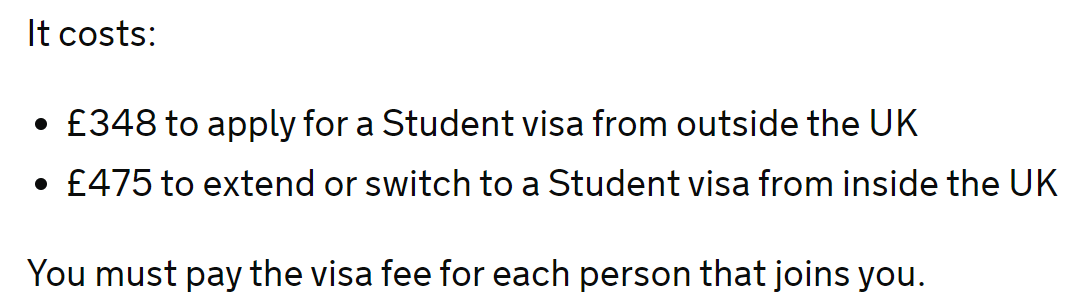 It costs:
• £348 to apply for a Student visa from outside the UK
• £475 to extend or switch to a Student visa from inside the UK
You must pay the visa fee for each person that joins you.